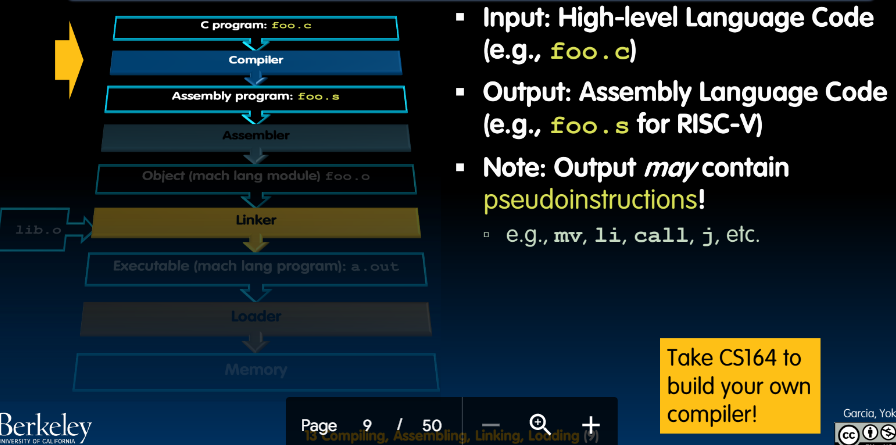 C program: foo.c
Compiler
Assembly program: foo.s
Assembler
Object (mach lang module) foo.o
Linker
lib.o
Executable (mach lang program): a.out
Loader
Memory
▪ Input: High-level Language Code
(e.g., foo.c)
▪ Output: Assembly Language Code
(e.g., foo.s for RISC-V)
▪ Note: Output may contain
pseudoinstructions!
▫ e.g., mv, li, call, j, etc.
Take CS164 to
build your own
compiler!
Berkeley
UNIVERSITY OF CALIFORNIA
Page 9 / 50
13 Compiling, Assembling, Linking, Loading (9)
Garcia, Yok
cc